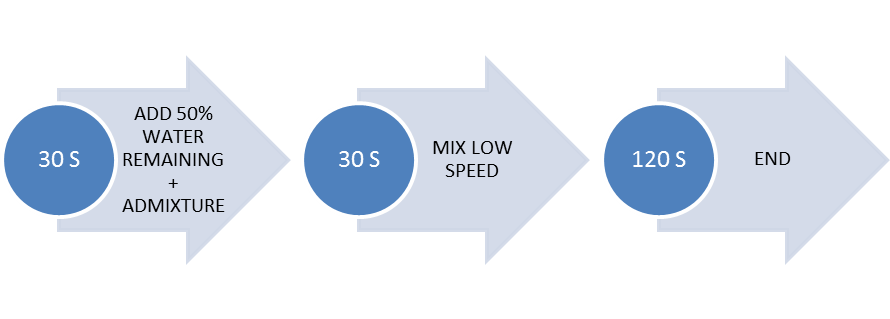 30 S
ADD 50%
WATER
REMAINING
+
ADMIXTURE
30 S
MIX LOW
SPEED
120 S
END